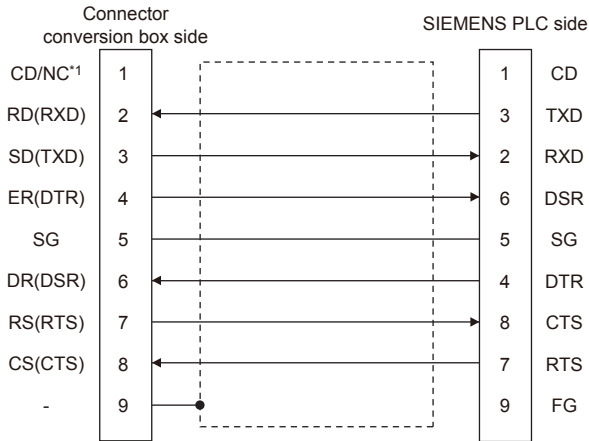 Connector
conversion box side
SIEMENS PLC side
CD/NC*1 1 1 CD
RD(RXD) 2 3 TXD
SD(TXD) 3 2 RXD
ER(DTR) 4 6 DSR
SG 5 5 SG
DR(DSR) 6 4 DTR
RS(RTS) 7 8 CTS
CS(CTS) 8 7 RTS
- 9 9 FG